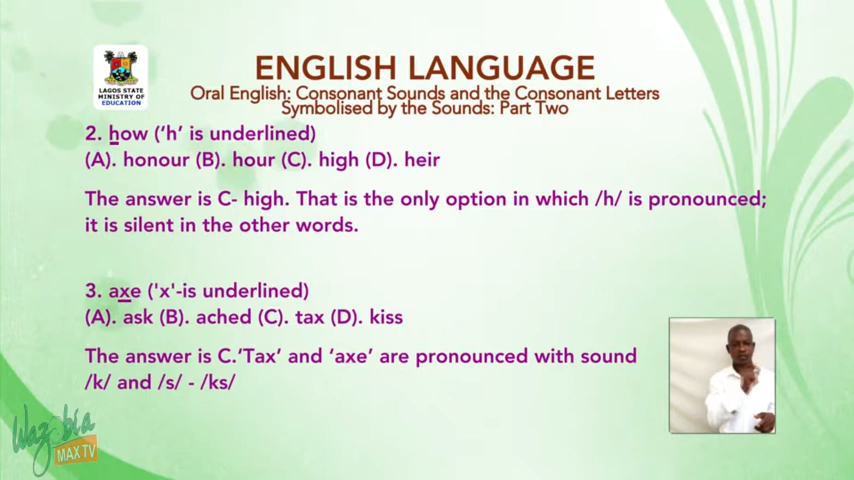 LAGOS STATE
MINISTRY OF
EDUCATION
ENGLISH LANGUAGE
Oral English: Consonant Sounds and the Consonant Letters
Symbolised by the Sounds: Part Two
2. how (‘h’ is underlined)
(A). honour (B). hour (C). high (D). heir
The answer is C- high. That is the only option in which /h/ is pronounced;
it is silent in the other words.
3. axe ('x'-is underlined)
(A). ask (B). ached (C). tax (D). kiss
The answer is C.‘Tax’ and ‘axe’ are pronounced with sound
/k/ and /s/ - /ks/
Wazobia
MAX TV